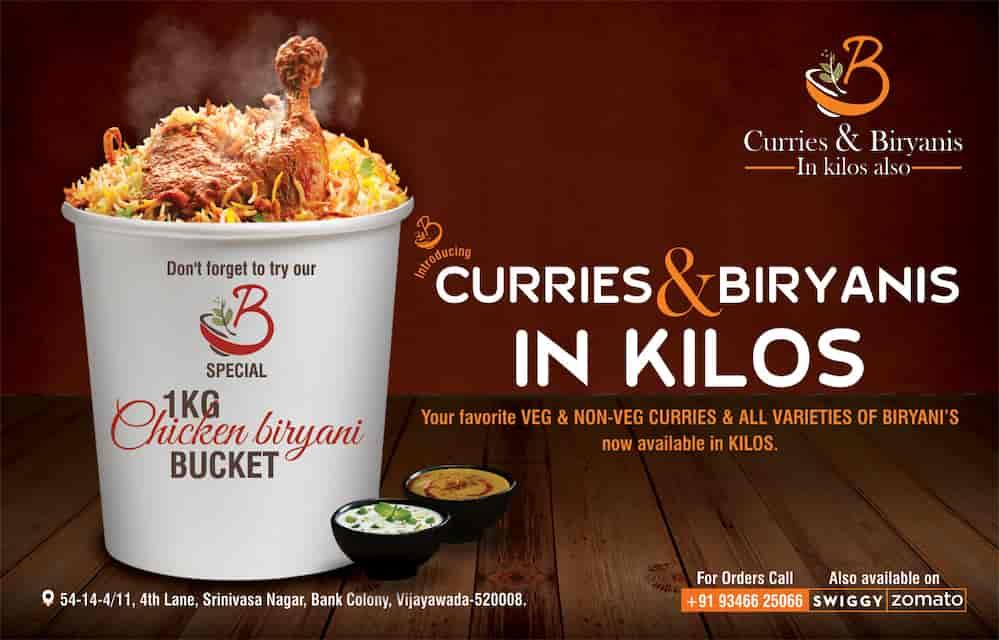 B
Curries & Biryanis
In kilos also
Introducing
CURRIES & BIRYANIS
IN KILOS
Your favorite VEG & NON-VEG CURRIES & ALL VARIETIES OF BIRYANI'S
now available in KILOS.
Don't forget to try our
B
SPECIAL
1KG
Chicken biryani
BUCKET
54-14-4/11, 4th Lane, Srinivasa Nagar, Bank Colony, Vijayawada-520008.
For Orders Call
+91 93466 25066
Also available on
SWIGGY zomato